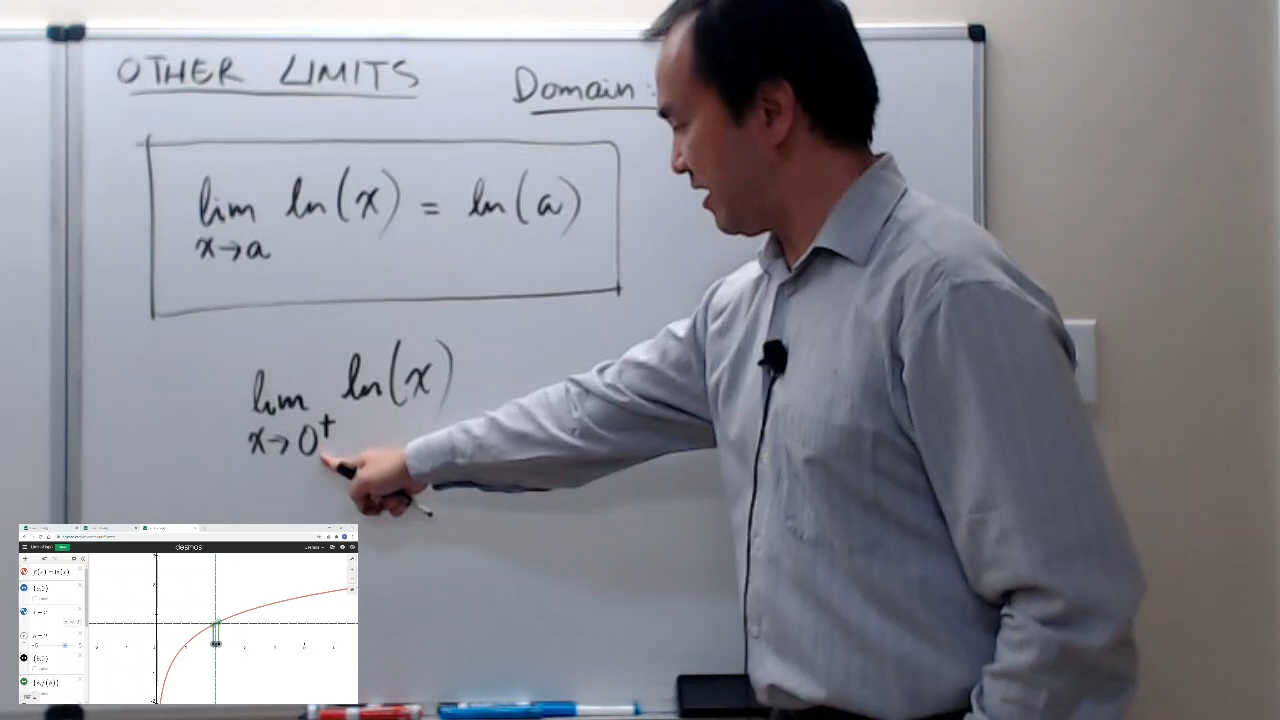 OTHER LIMITS
Domain:
lim ln(x) = ln(a)
x→a
lim ln(x)
x→0⁺
desmos